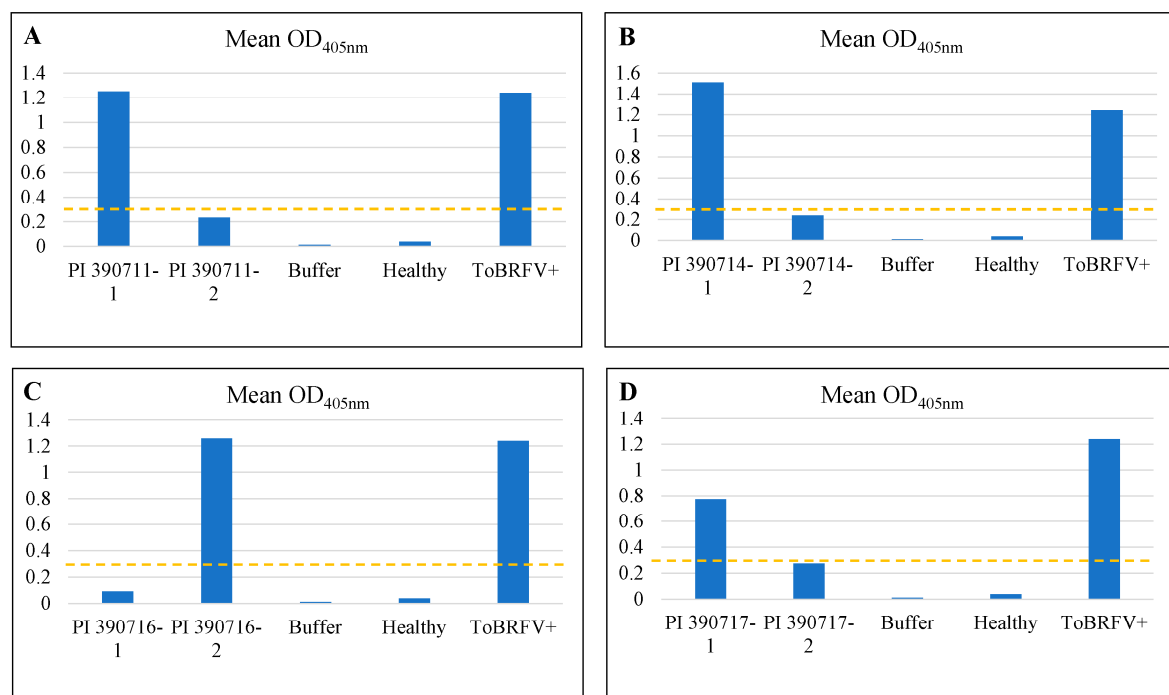 A
Mean OD405nm
1.4
1.2
1
0.8
0.6
0.4
0.2
0
PI 390711-1 PI 390711-2 Buffer Healthy ToBRFV+
B
Mean OD405nm
1.6
1.4
1.2
1
0.8
0.6
0.4
0.2
0
PI 390714-1 PI 390714-2 Buffer Healthy ToBRFV+
C
Mean OD405nm
1.4
1.2
1
0.8
0.6
0.4
0.2
0
PI 390716-1 PI 390716-2 Buffer Healthy ToBRFV+
D
Mean OD405nm
1.4
1.2
1
0.8
0.6
0.4
0.2
0
PI 390717-1 PI 390717-2 Buffer Healthy ToBRFV+